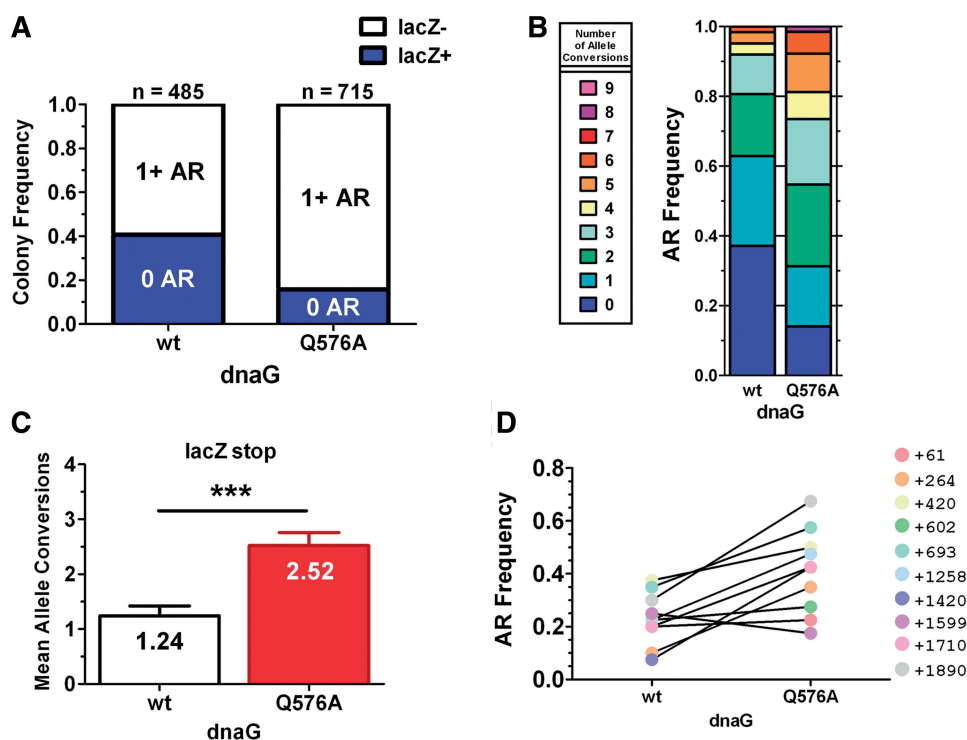 A
lacZ-
lacZ+
n = 485
n = 715
Colony Frequency
1.0
0.8
0.6
0.4
0.2
0.0
1+ AR
1+ AR
0 AR
0 AR
wt
Q576A
dnaG
B
Number
of Allele
Conversions
9
8
7
6
5
4
3
2
1
0
AR Frequency
1.0
0.8
0.6
0.4
0.2
0.0
wt
Q576A
dnaG
C
lacZ stop
***
Mean Allele Conversions
4
3
2
1
0
1.24
2.52
wt
Q576A
dnaG
D
AR Frequency
0.8
0.6
0.4
0.2
0.0
wt
Q576A
dnaG
+61
+264
+420
+602
+693
+1258
+1420
+1599
+1710
+1890